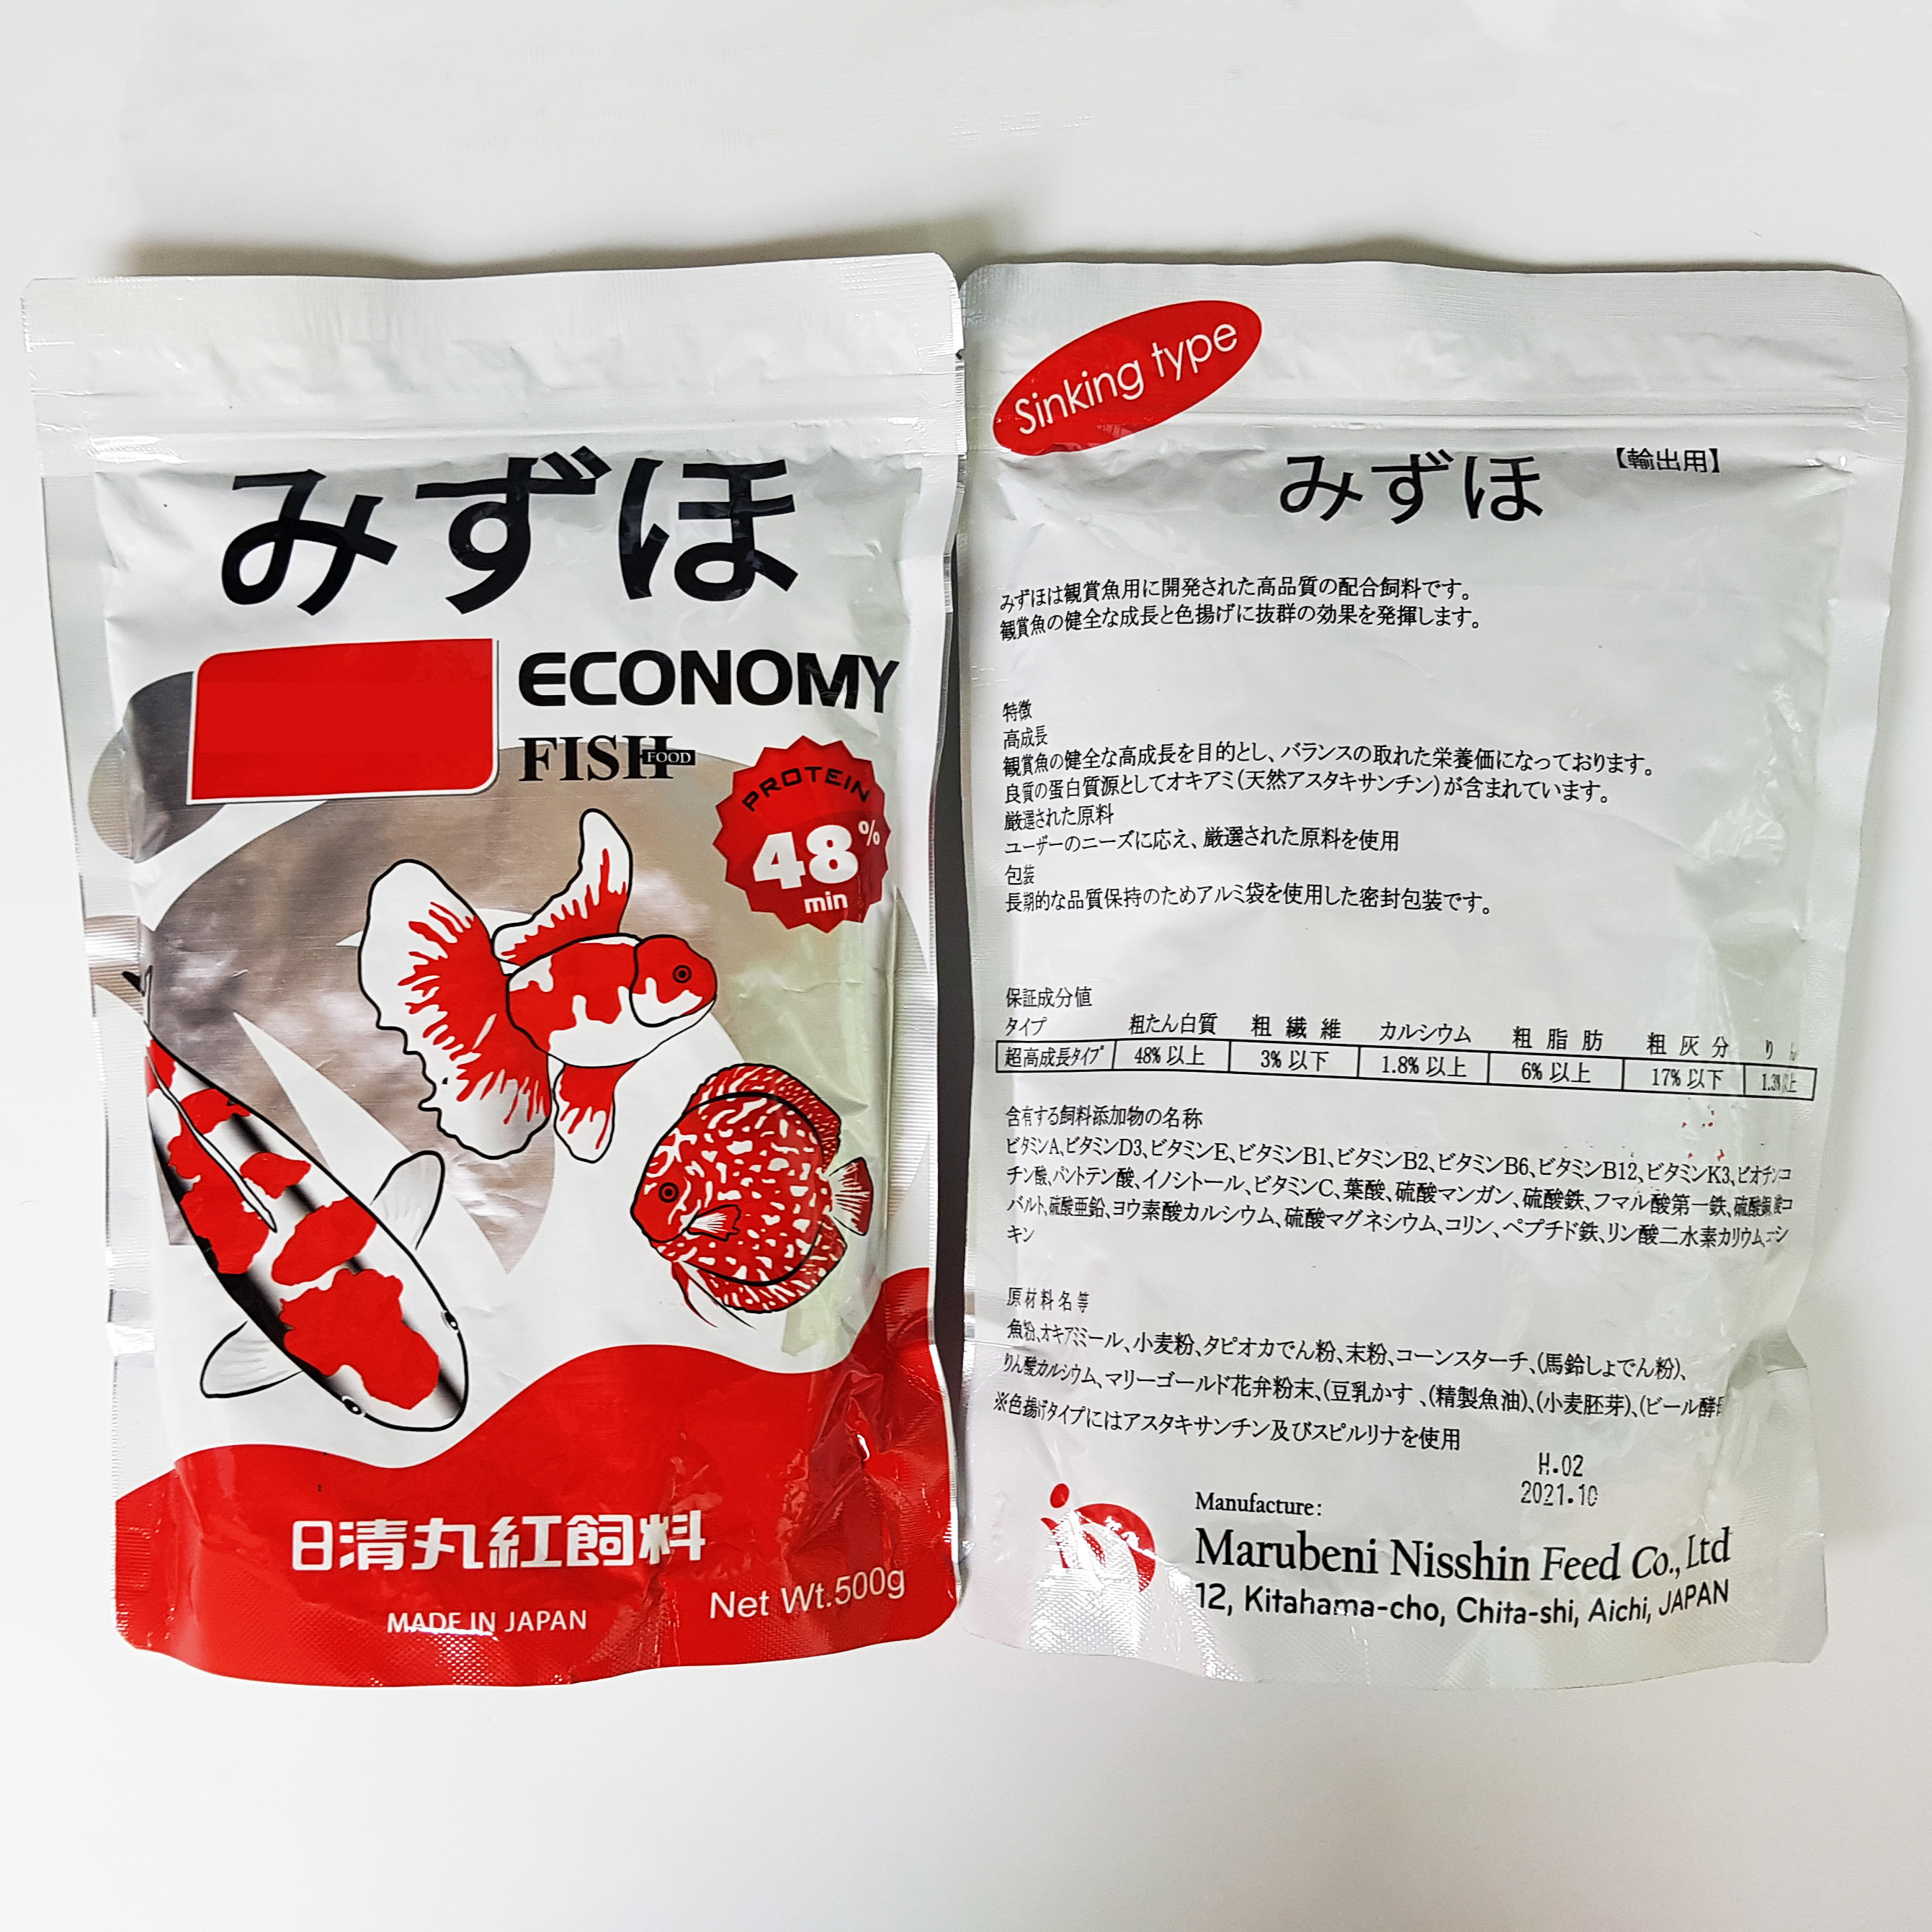 みずほ
ECONOMY
FISH FOOD
PROTEIN
48%
min
日清丸紅飼料
MADE IN JAPAN
Net Wt.500g
Sinking type
みずほ
【輸出用】
みずほは観賞魚用に開発された高品質の配合飼料です。
観賞魚の健全な成長と色揚げに抜群の効果を発揮します。
特徴
高成長
観賞魚の健全な高成長を目的とし、バランスの取れた栄養価になっております。
良質の蛋白質源としてオキアミ(天然アスタキサンチン)が含まれています。
厳選された原料
ユーザーのニーズに応え、厳選された原料を使用
包装
長期的な品質保持のためアルミ袋を使用した密封包装です。
保証成分値
タイプ 粗たん白質 粗繊維 カルシウム 粗脂肪 粗灰分 りん
超高成長タイプ 48% 以上 3% 以下 1.8% 以上 6% 以上 17% 以下
含有する飼料添加物の名称
ビタミンA、ビタミンD3、ビタミンE、ビタミンB1、ビタミンB2、ビタミンB6、ビタミンB12、ビタミンK3、ビオチンコ
チン酸、パントテン酸、イノシトール、ビタミンC、葉酸、硫酸マンガン、硫酸鉄、フマル酸第一鉄、
バルト、硫酸亜鉛、ヨウ素酸カルシウム、硫酸マグネシウム、コリン、ペプチド鉄、リン酸二水素カリウム、
キン
原材料名等
魚粉、オキアミミール、小麦粉、タピオカでん粉、末粉、コーンスターチ、(馬鈴しょでん粉)、
りん酸カルシウム、マリーゴールド花弁粉末、(豆乳かす 、(精製魚油)、(小麦胚芽)、(ビール酵母
※色揚げタイプにはアスタキサンチン及びスピルリナを使用
H.02
2021.10
Manufacture:
Marubeni Nisshin Feed Co., Ltd
12, Kitahama-cho, Chita-shi, Aichi, JAPAN